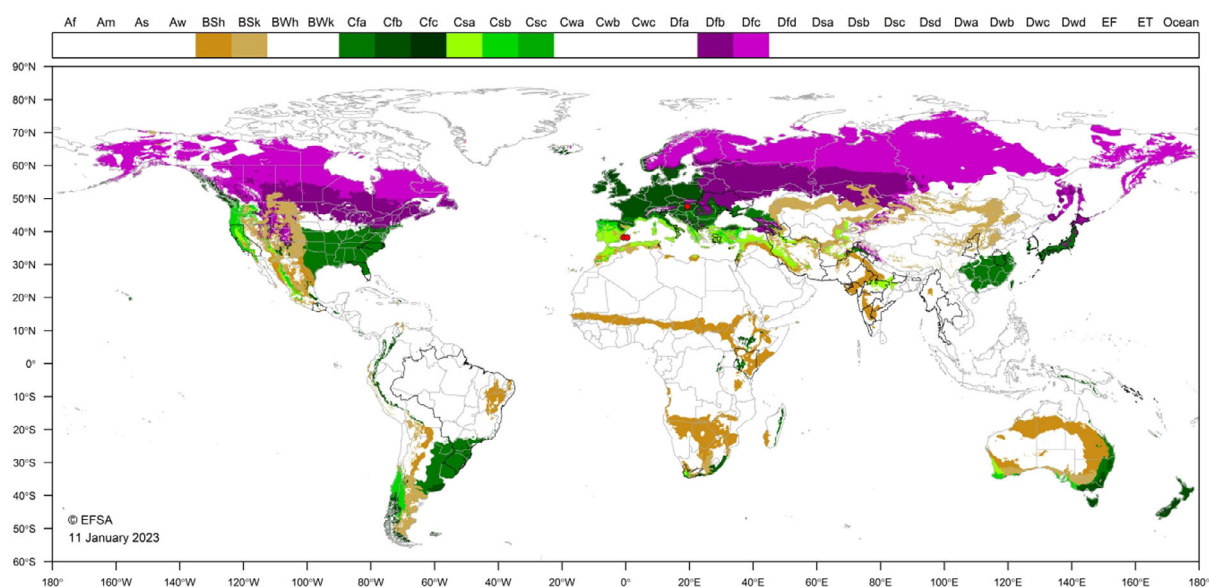 Af Am As Aw BSh BSk BWh BWk Cfa Cfb Cfc Csa Csb Csc Cwa Cwb Cwc Dfa Dfb Dfc Dfd Dsa Dsb Dsc Dsd Dwa Dwb Dwc Dwd EF ET Ocean
90°N
80°N
70°N
60°N
50°N
40°N
30°N
20°N
10°N
0°
10°S
20°S
30°S
40°S
50°S
60°S
© EFSA
11 January 2023
180° 160°W 140°W 120°W 100°W 80°W 60°W 40°W 20°W 0° 20°E 40°E 60°E 80°E 100°E 120°E 140°E 160°E 180°